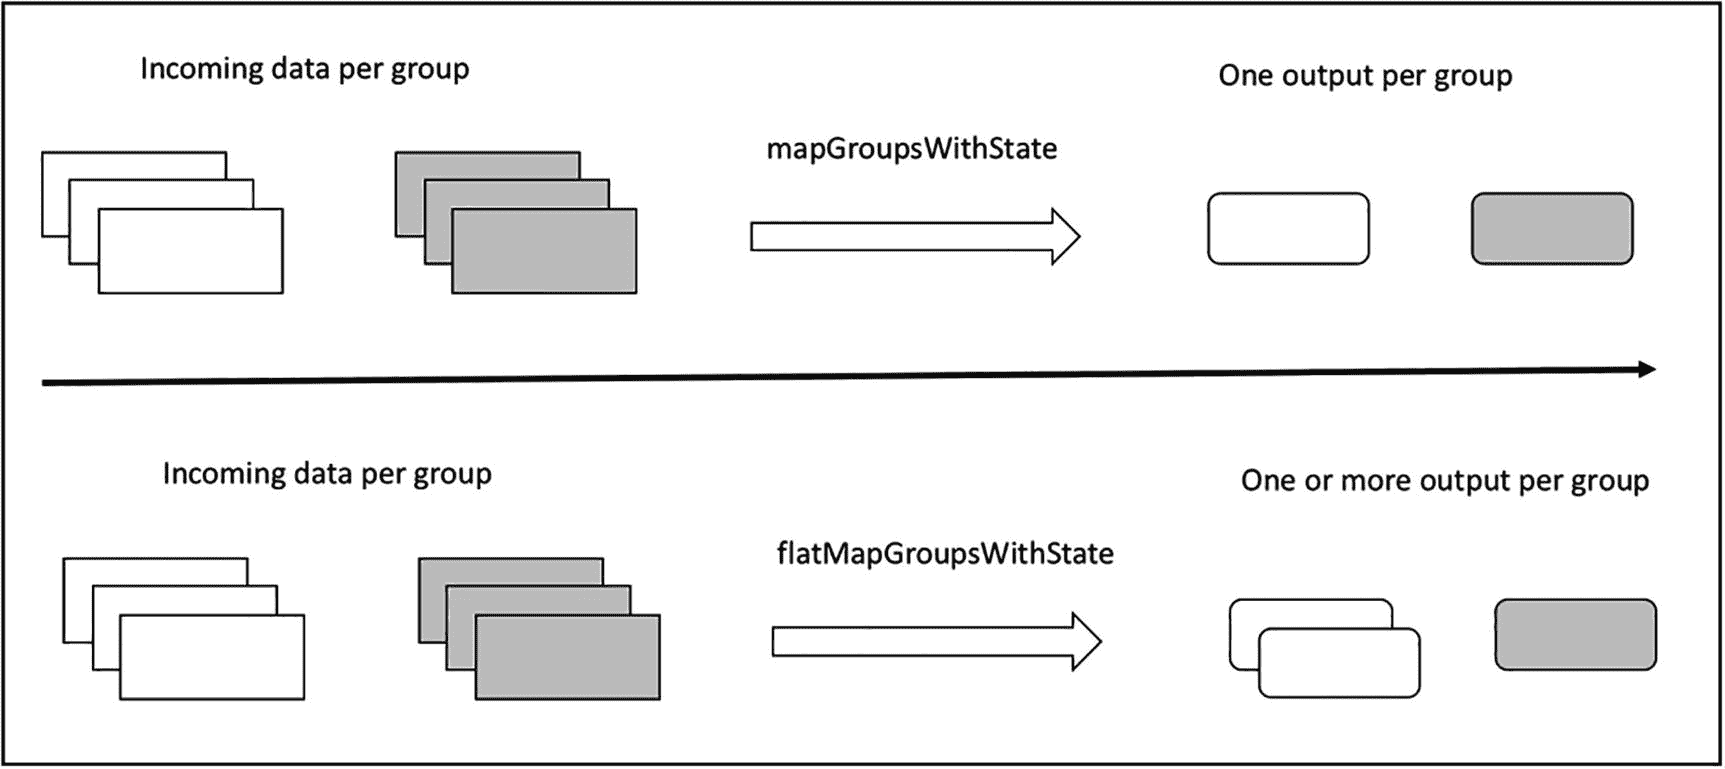 Incoming data per group
One output per group
mapGroupsWithState
Incoming data per group
One or more output per group
flatMapGroupsWithState